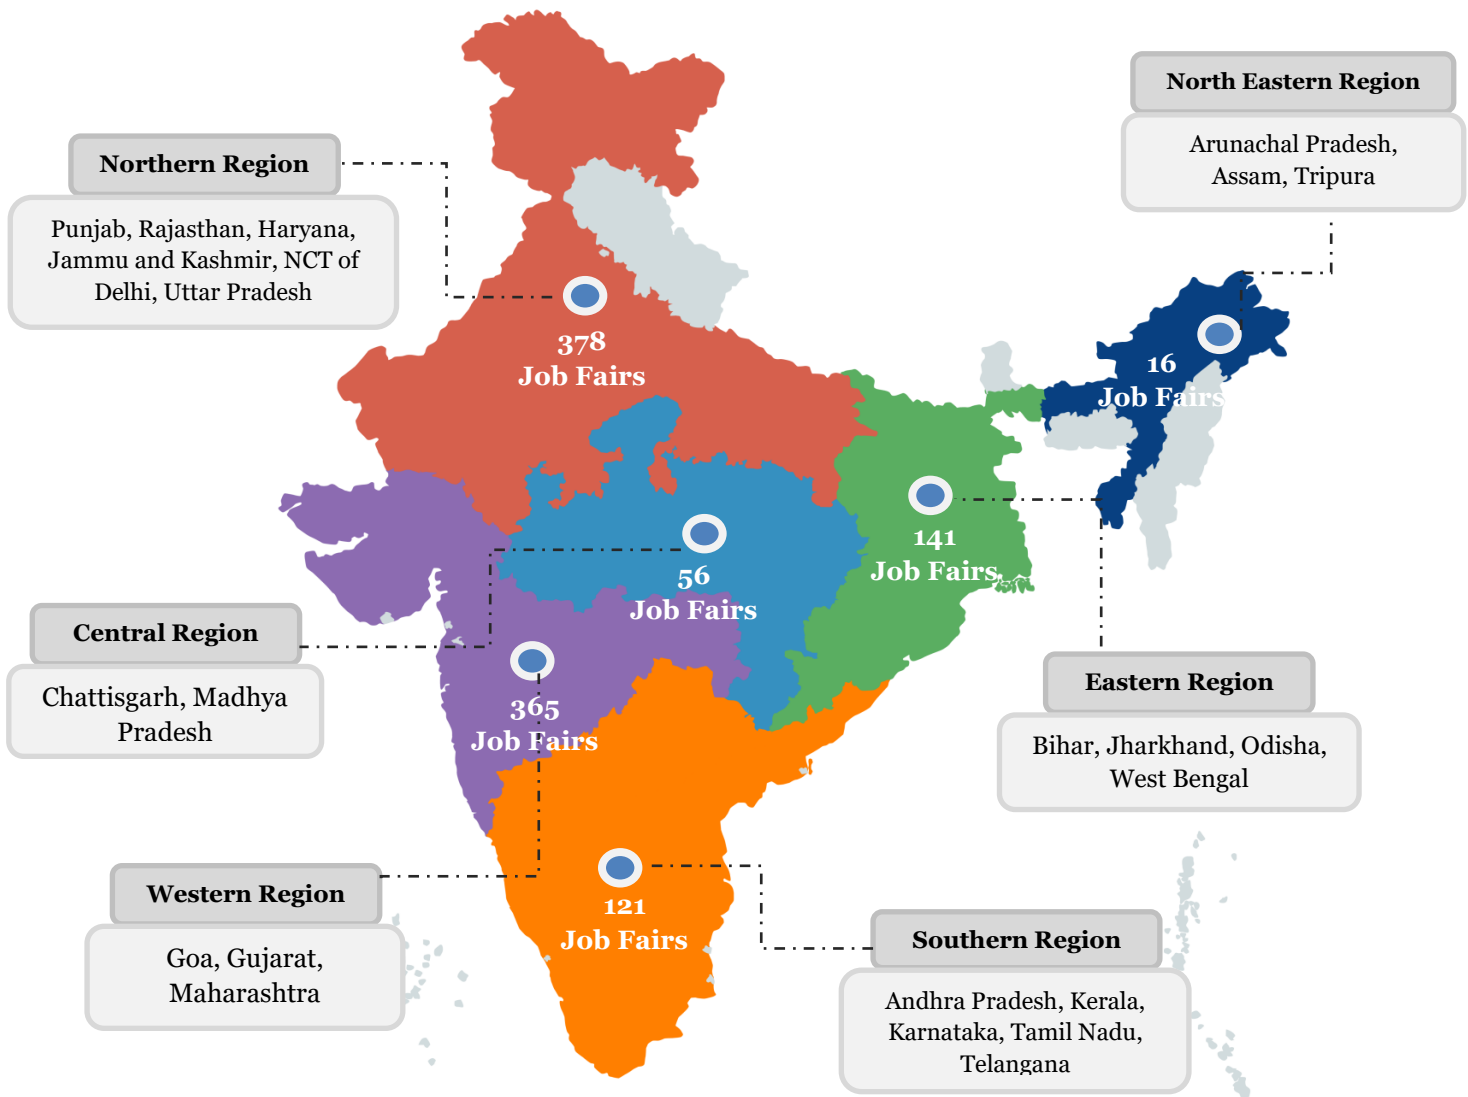 North Eastern Region
Arunachal Pradesh,
Assam, Tripura
Northern Region
Punjab, Rajasthan, Haryana,
Jammu and Kashmir, NCT of
Delhi, Uttar Pradesh
378
Job Fairs
16
Job Fairs
141
Job Fairs
56
Job Fairs
Central Region
Chattisgarh, Madhya
Pradesh
365
Job Fairs
Eastern Region
Bihar, Jharkhand, Odisha,
West Bengal
Western Region
Goa, Gujarat,
Maharashtra
121
Job Fairs
Southern Region
Andhra Pradesh, Kerala,
Karnataka, Tamil Nadu,
Telangana